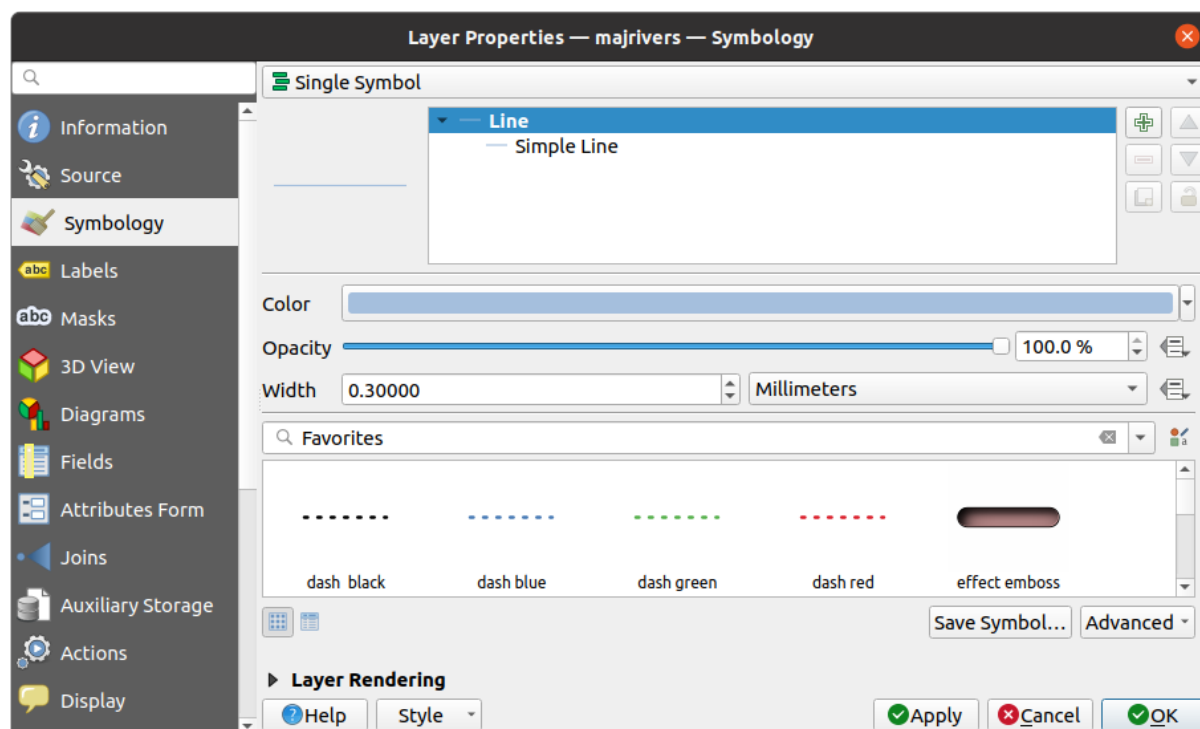 Layer Properties — majrivers — Symbology
Single Symbol
Information
Source
Symbology
abc Labels
abc Masks
3D View
Diagrams
Fields
Attributes Form
Joins
Auxiliary Storage
Actions
Display
Line
Simple Line
Color
Opacity
100.0 %
Width
0.30000
Millimeters
Favorites
a
dash black
dash blue
dash green
dash red
effect emboss
Save Symbol...
Advanced
Layer Rendering
Help
Style
Apply
Cancel
OK